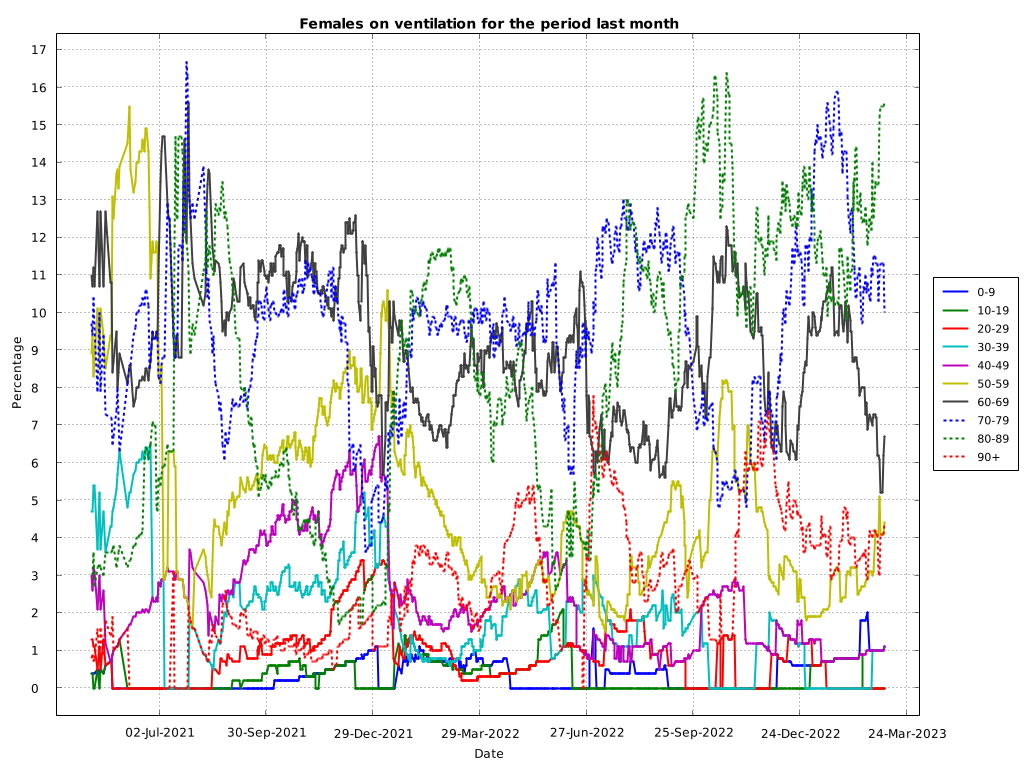 Females on ventilation for the period last month
17
16
15
14
13
12
11
10
9
8
7
6
5
4
3
2
1
0
Percentage
02-Jul-2021
30-Sep-2021
29-Dec-2021
29-Mar-2022
27-Jun-2022
25-Sep-2022
24-Dec-2022
24-Mar-2023
Date
0-9
10-19
20-29
30-39
40-49
50-59
60-69
70-79
80-89
90+